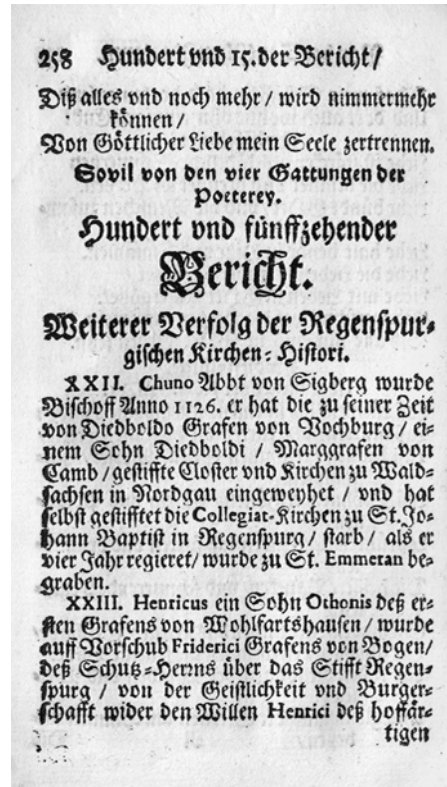 258 Hundert vnd 15. der Bericht /
Diß alles vnd noch mehr / wird nimmermehr
können /
Von Göttlicher Liebe mein Seele zertrennen.
Sovil von den vier Gattungen der
Poeterey.
Hundert vnd fünffzehender
Bericht.
Weiterer Verfolg der Regenspur-
gischen Kirchen-Histori.
XXII. Chuno Abbt von Sigberg wurde
Bischoff Anno 1126. er hat die zu seiner Zeit
von Diedboldo Grafen von Vochburg / ei-
nem Sohn Diedboldi / Marggrafen von
Camb / gestiffte Closter vnd Kirchen zu Wald-
sachsen in Nordgau eingeweyhet / vnd hat
selbst gestifftet die Collegiat-Kirchen zu St. Jo-
hann Baptist in Regenspurg / starb / als er
vier Jahr regieret / wurde zu St. Emmeran be-
graben.
XXIII. Henricus ein Sohn Othonis deß er-
sten Grafens von Wohlfartshausen / wurde
auff Vorschub Friderici Grafens von Bogen /
deß Schutz-Herrns über das Stifft Regen-
spurg / von der Geistlichkeit vnd Burger-
schafft wider den Willen Henrici deß hoffär-
tigen